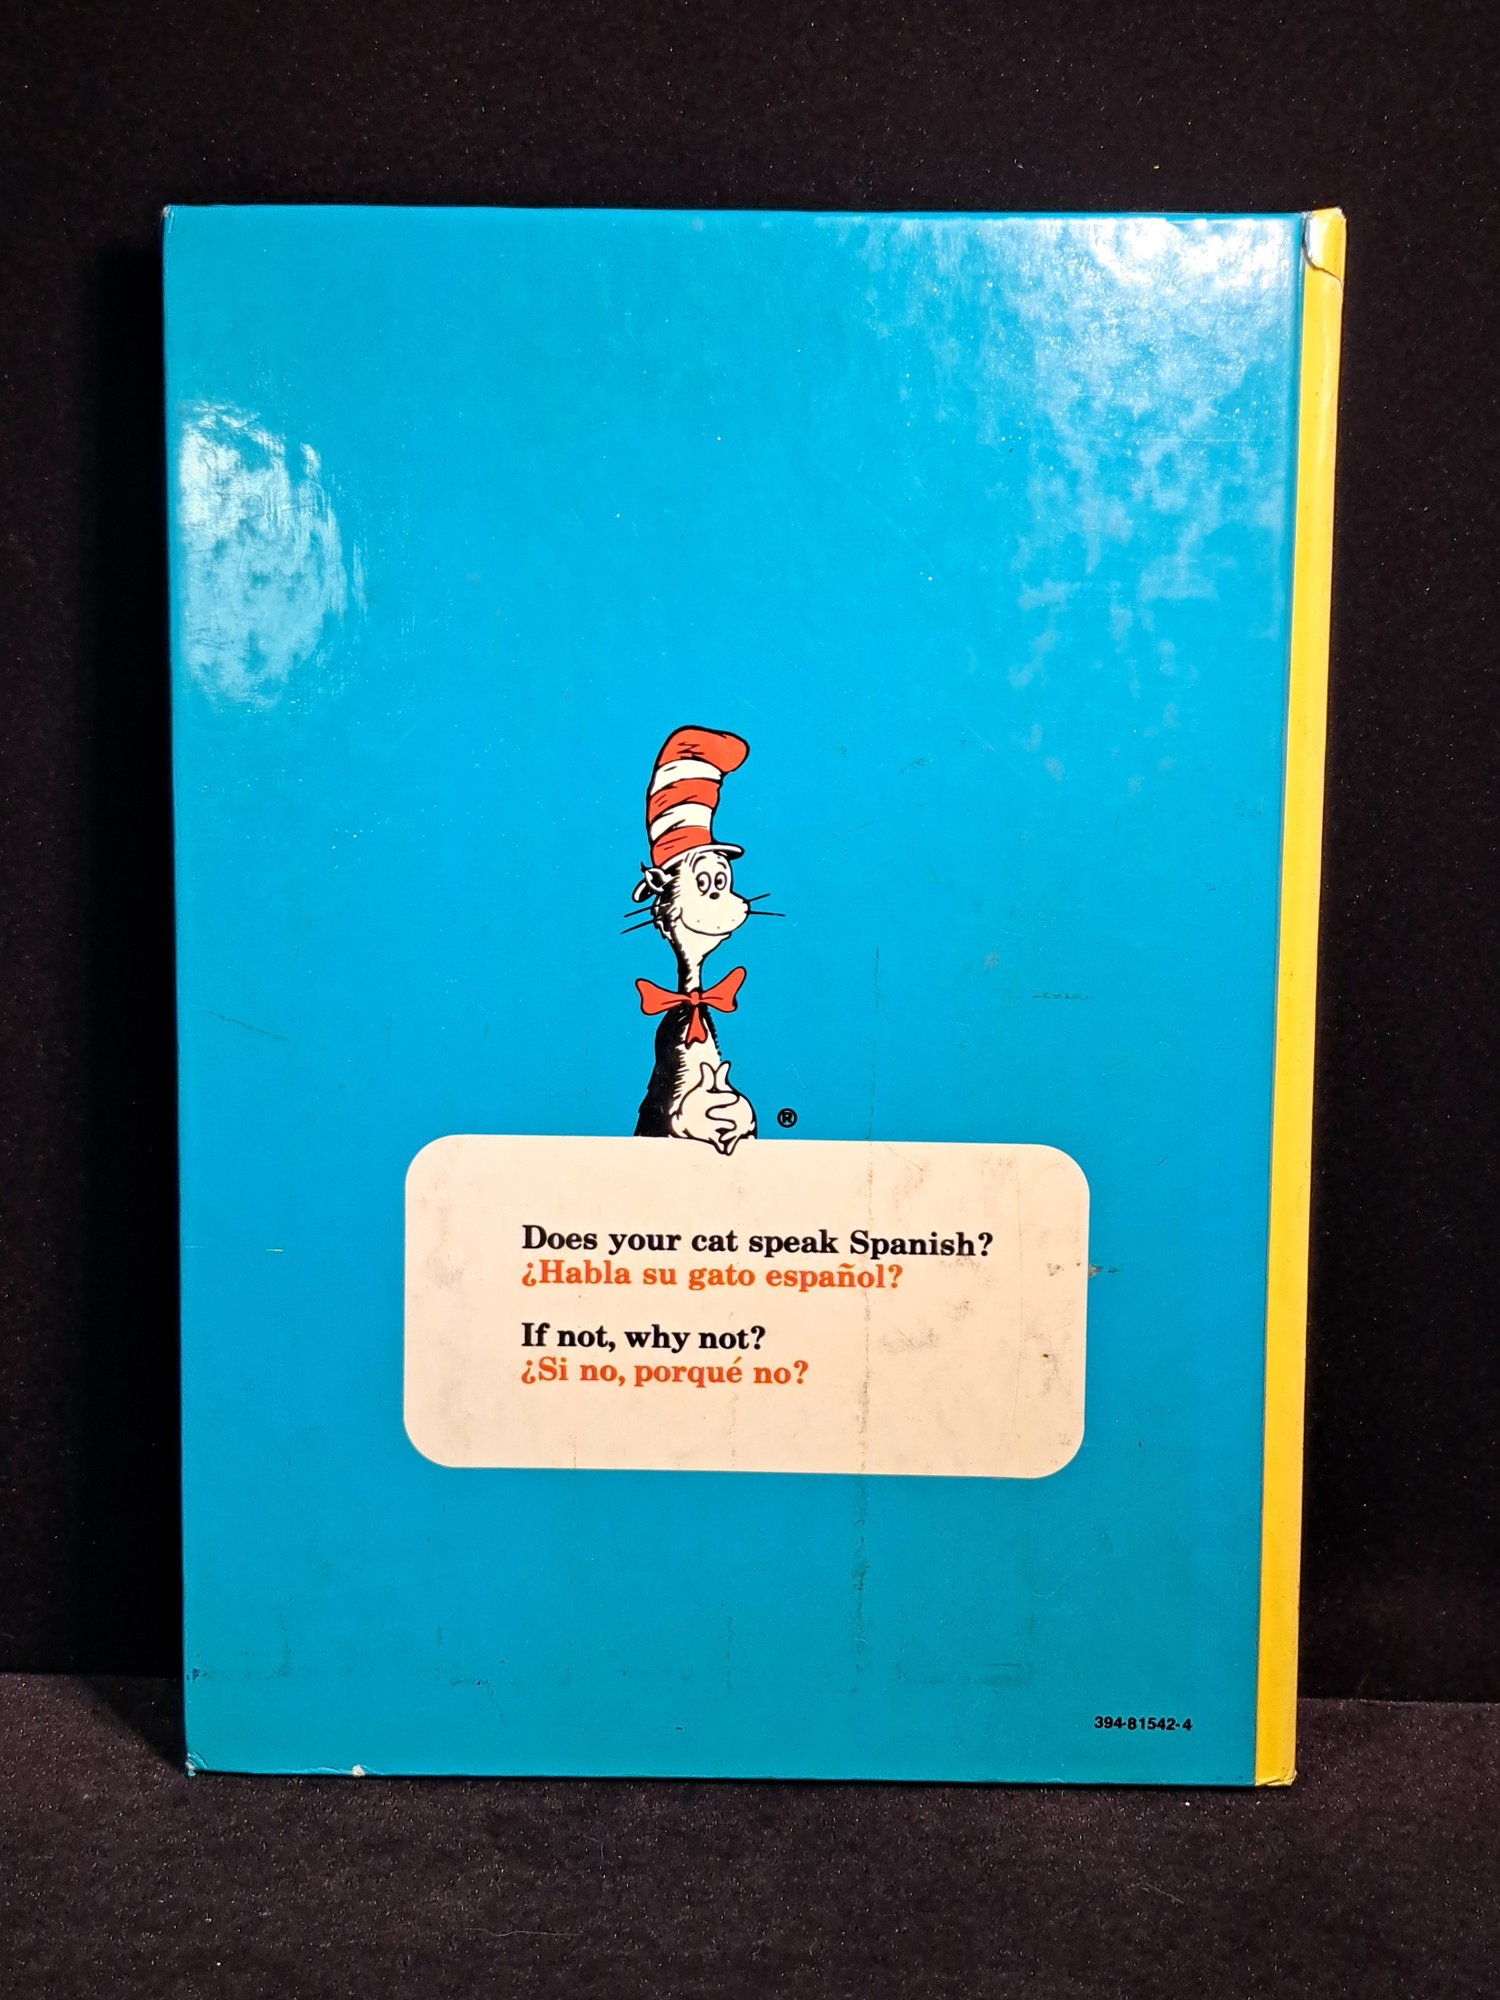 ®
Does your cat speak Spanish?
¿Habla su gato español?
If not, why not?
¿Si no, porqué no?
394-81542-4